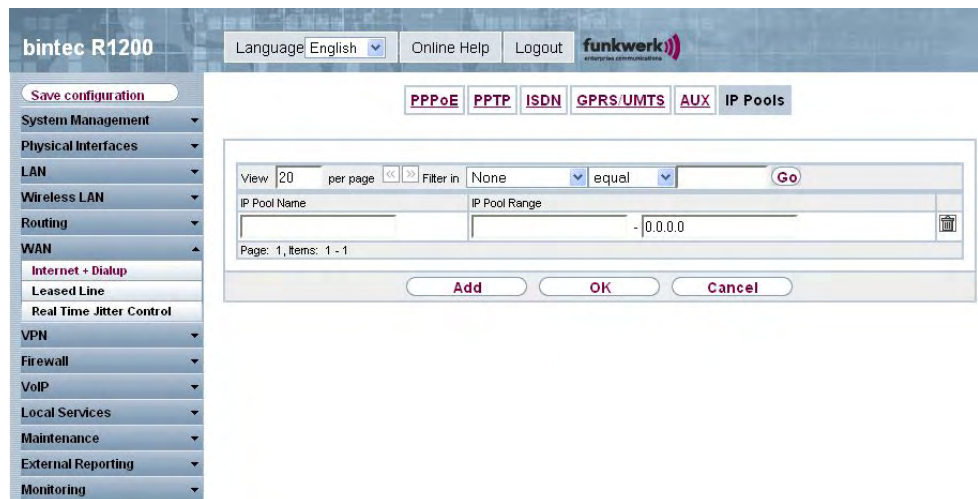 bintec R1200
Language English Online Help Logout funkwerk
enterprise communications
Save configuration
System Management
Physical Interfaces
LAN
Wireless LAN
Routing
WAN
Internet + Dialup
Leased Line
Real Time Jitter Control
VPN
Firewall
VoIP
Local Services
Maintenance
External Reporting
Monitoring
PPPoE PPTP ISDN GPRS/UMTS AUX IP Pools
View 20 per page << >> Filter in None equal Go
IP Pool Name IP Pool Range
- 0.0.0.0
Page: 1, Items: 1 - 1
Add OK Cancel